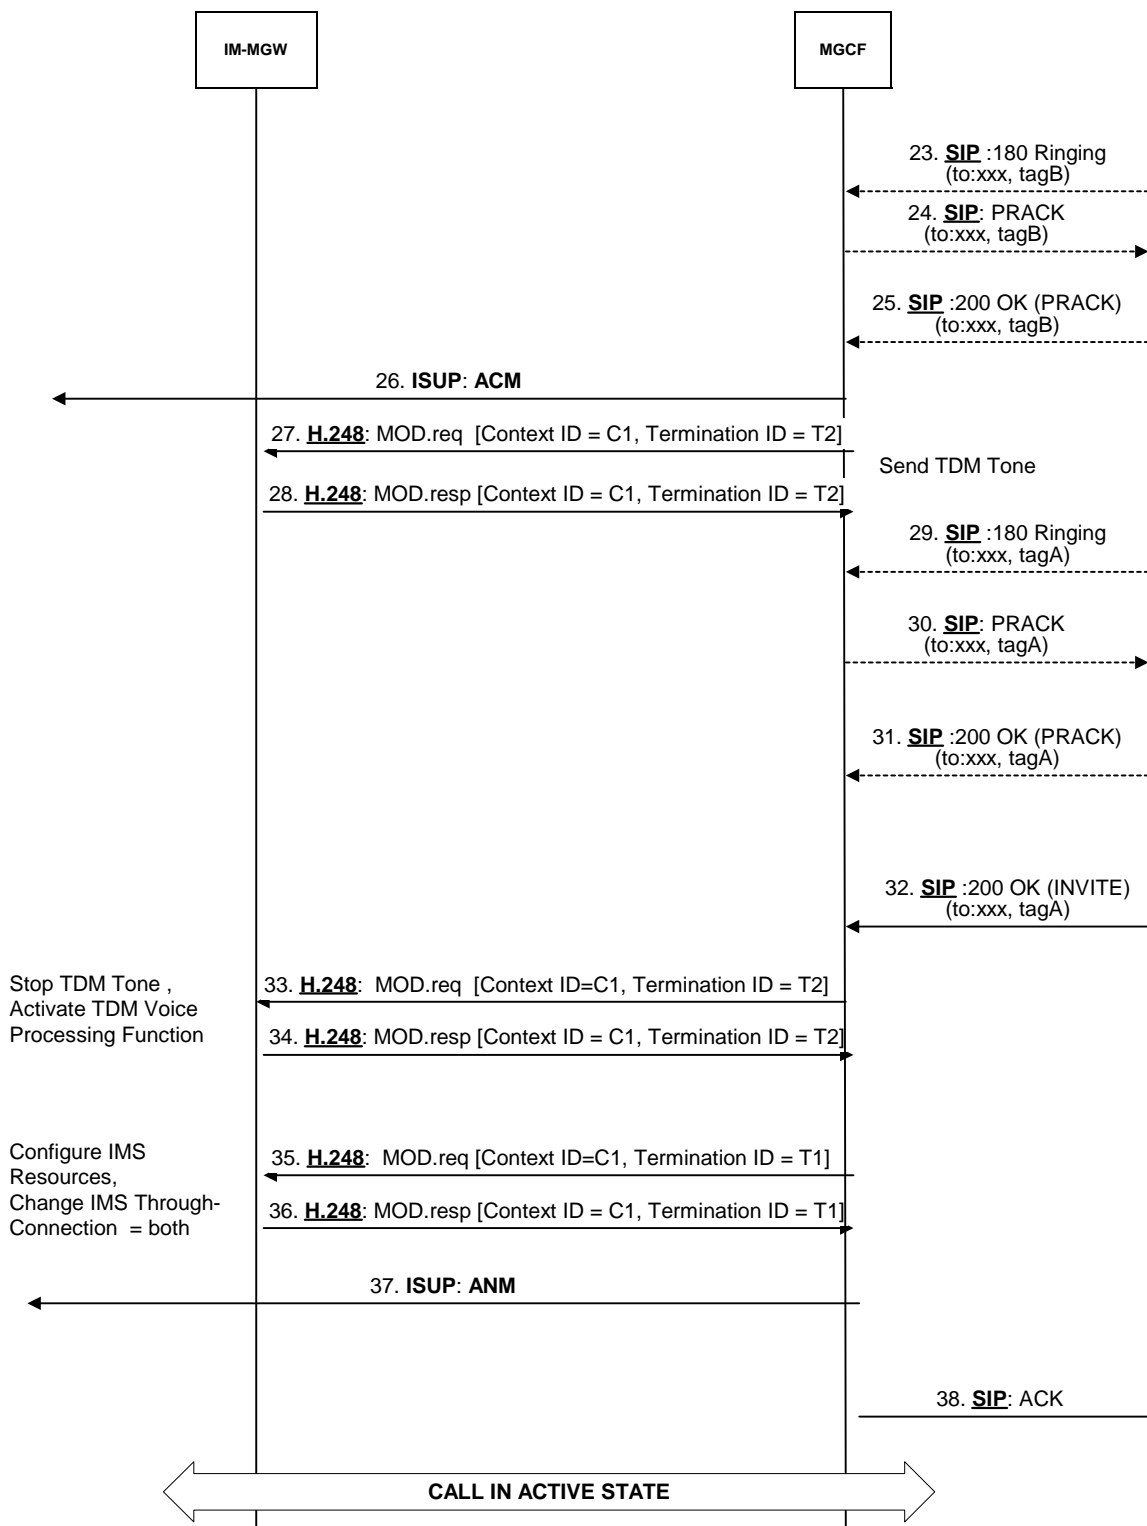 IM-MGW
MGCF
23. SIP :180 Ringing
(to:xxx, tagB)
24. SIP: PRACK
(to:xxx, tagB)
25. SIP :200 OK (PRACK)
(to:xxx, tagB)
26. ISUP: ACM
27. H.248: MOD.req [Context ID = C1, Termination ID = T2]
Send TDM Tone
28. H.248: MOD.resp [Context ID = C1, Termination ID = T2]
29. SIP :180 Ringing
(to:xxx, tagA)
30. SIP: PRACK
(to:xxx, tagA)
31. SIP :200 OK (PRACK)
(to:xxx, tagA)
32. SIP :200 OK (INVITE)
(to:xxx, tagA)
Stop TDM Tone ,
Activate TDM Voice
Processing Function
33. H.248: MOD.req [Context ID=C1, Termination ID = T2]
34. H.248: MOD.resp [Context ID = C1, Termination ID = T2]
Configure IMS
Resources,
Change IMS Through-
Connection = both
35. H.248: MOD.req [Context ID=C1, Termination ID = T1]
36. H.248: MOD.resp [Context ID = C1, Termination ID = T1]
37. ISUP: ANM
38. SIP: ACK
CALL IN ACTIVE STATE